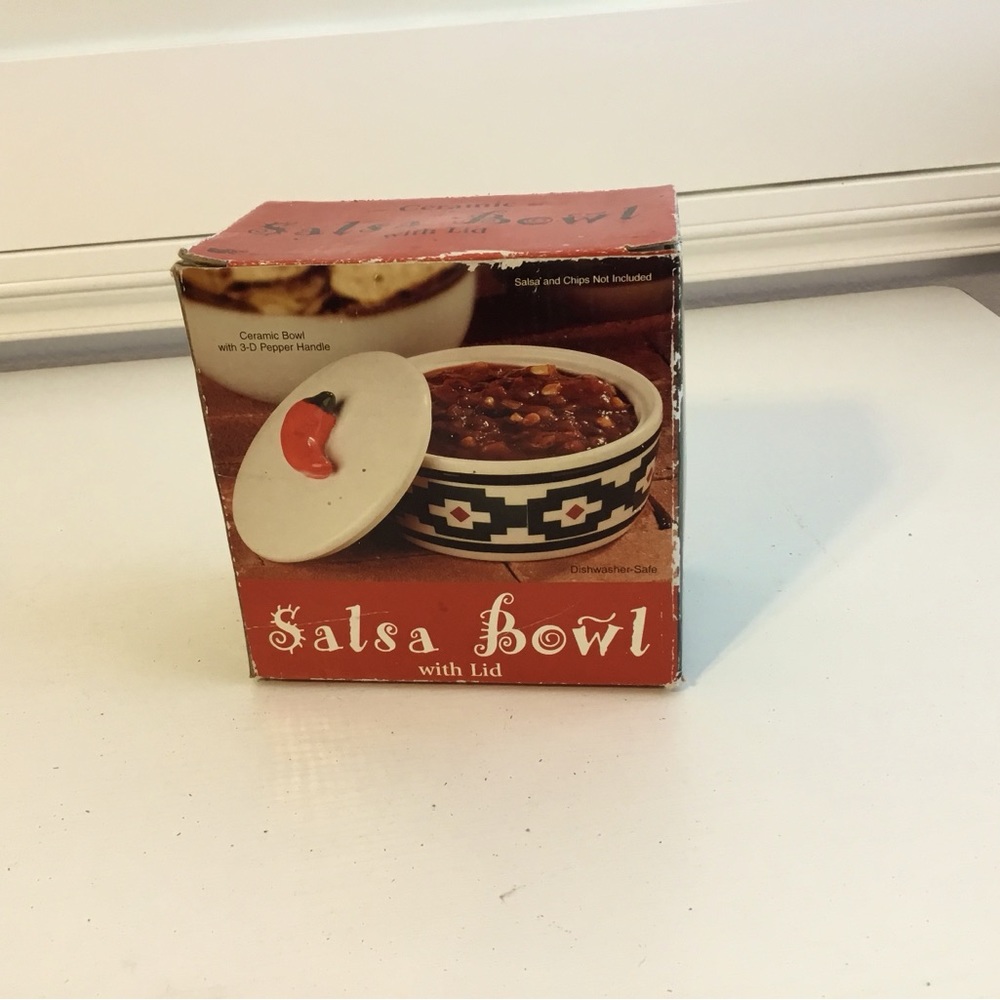 Ceramic
Salsa Bowl
with Lid
Salsa and Chips Not Included
Ceramic Bowl
with 3-D Pepper Handle
Dishwasher-Safe
Salsa Bowl
with Lid